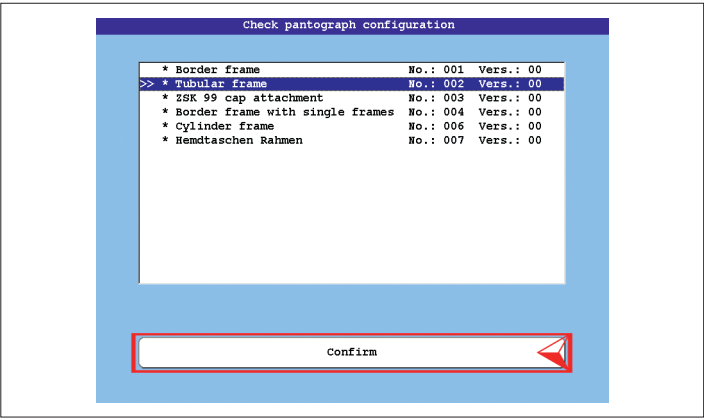 Check pantograph configuration
* Border frame No.: 001 Vers.: 00
>> * Tubular frame No.: 002 Vers.: 00
* ZSK 99 cap attachment No.: 003 Vers.: 00
* Border frame with single frames No.: 004 Vers.: 00
* Cylinder frame No.: 006 Vers.: 00
* Hemdtaschen Rahmen No.: 007 Vers.: 00
Confirm